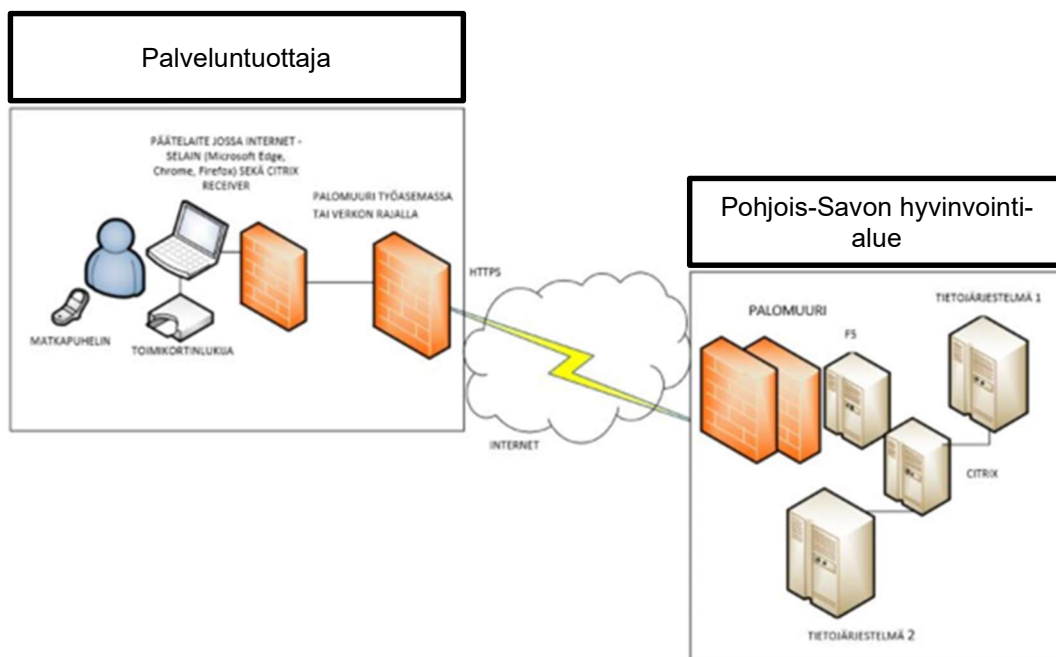 Palveluntuottaja
PÄÄTELAITE JOSSA INTERNET -
SELAIN (Microsoft Edge,
Chrome, Firefox) SEKÄ CITRIX
RECEIVER
PALOMUURI TYÖASEMASSA
TAI VERKON RAJALLA
MATKAPUHELIN
TOIMIKORTINLUKIJA
HTTPS
INTERNET
Pohjois-Savon hyvinvointi-
alue
PALOMUURI
F5
TIETOJÄRJESTELMÄ 1
CITRIX
TIETOJÄRJESTELMÄ 2